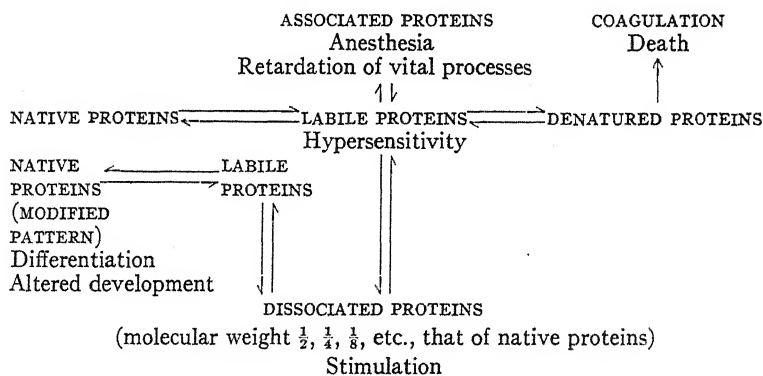 ASSOCIATED PROTEINS COAGULATION
Anesthesia Death
Retardation of vital processes
NATIVE PROTEINS LABILE PROTEINS DENATURED PROTEINS
Hypersensitivity
NATIVE LABILE
PROTEINS PROTEINS
(MODIFIED
PATTERN)
Differentiation
Altered development
DISSOCIATED PROTEINS
(molecular weight ½, ¼, ⅛, etc., that of native proteins)
Stimulation